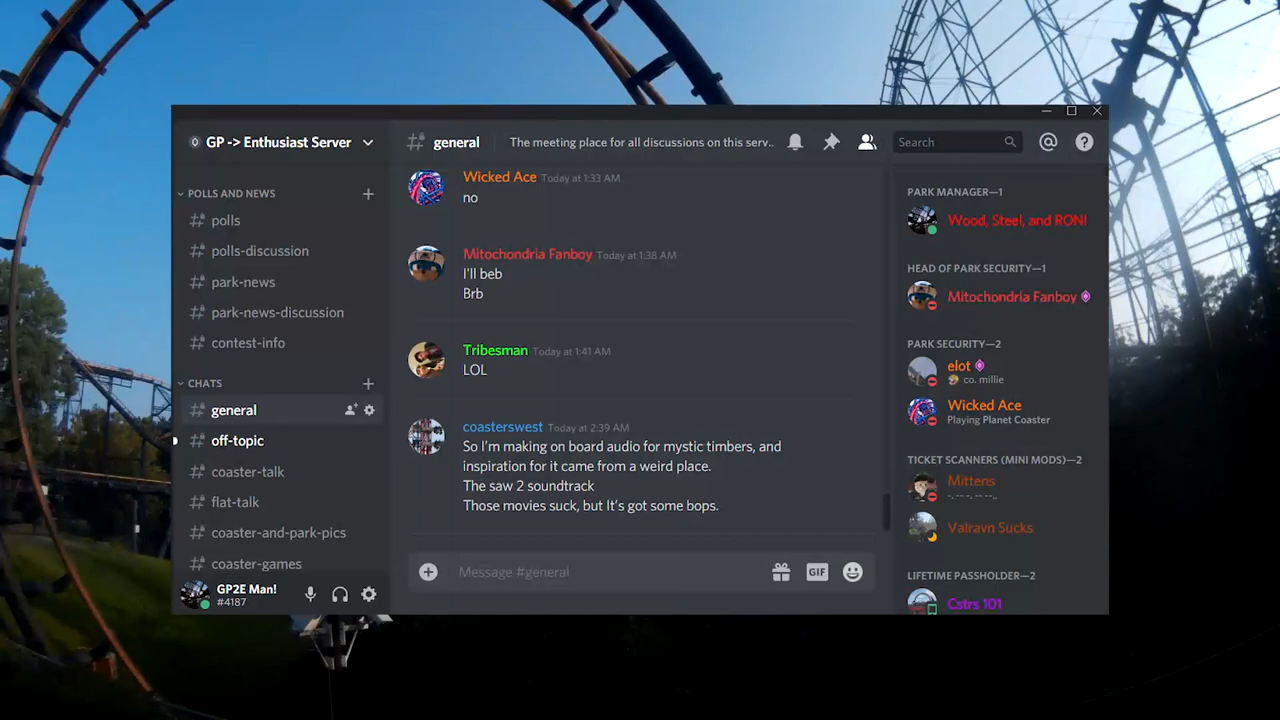 GP -> Enthusiast Server
general
The meeting place for all discussions on this serv..
Search
POLLS AND NEWS
polls
polls-discussion
park-news
park-news-discussion
contest-info
CHATS
general
off-topic
coaster-talk
flat-talk
coaster-and-park-pics
coaster-games
GP2E Man!
#4187
Wicked Ace Today at 1:33 AM
no
Mitochondria Fanboy Today at 1:38 AM
I'll beb
Brb
Tribesman Today at 1:41 AM
LOL
coasterswest Today at 2:39 AM
So I'm making on board audio for mystic timbers, and
inspiration for it came from a weird place.
The saw 2 soundtrack
Those movies suck, but It's got some bops.
Message #general
GIF
PARK MANAGER—1
Wood, Steel, and RON!
HEAD OF PARK SECURITY—1
Mitochondria Fanboy
PARK SECURITY—2
elot
co. millie
Wicked Ace
Playing Planet Coaster
TICKET SCANNERS (MINI MODS)—2
Mittens
-. -- -. -- --..
Valravn Sucks
LIFETIME PASSHOLDER—2
Cstrs 101